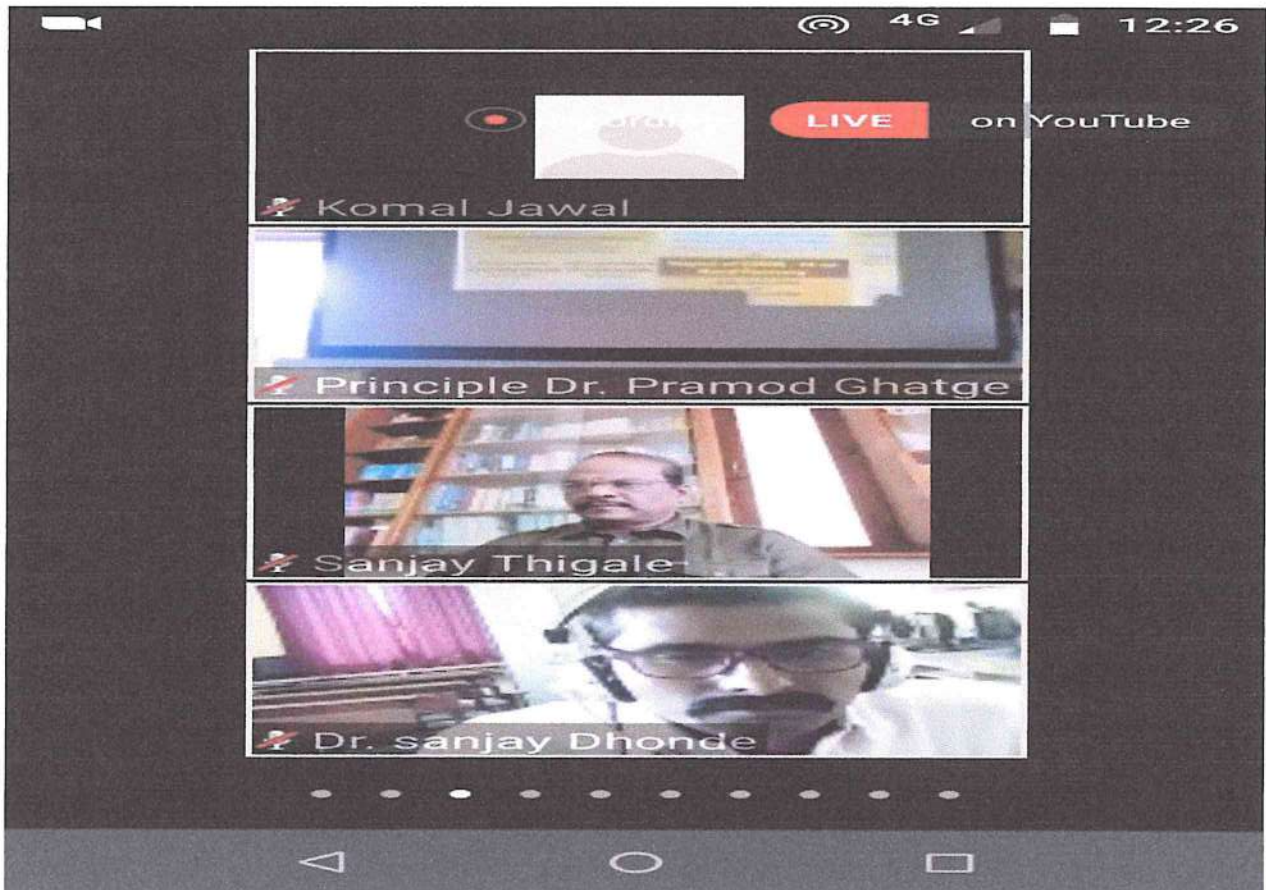 4G 12:26
LIVE on YouTube
Komal Jawal
Principle Dr. Pramod Ghatge
Sanjay Thigale
Dr. sanjay Dhonde